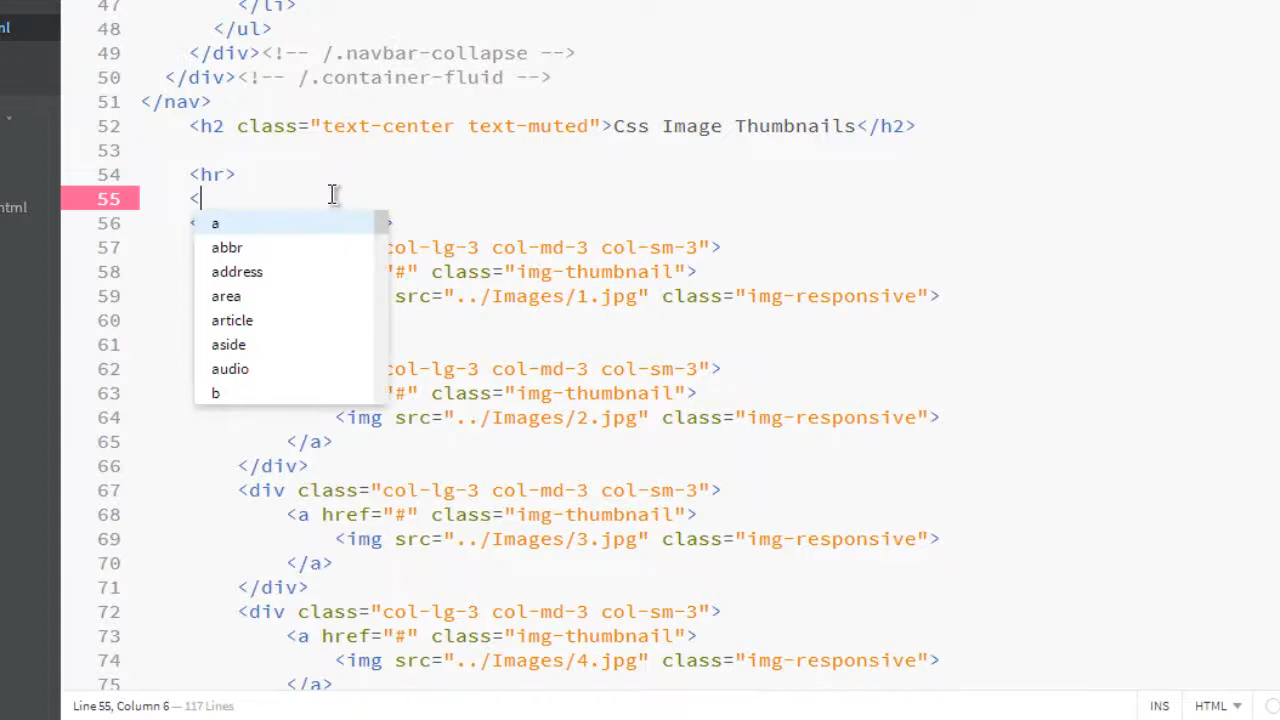 ml
html
47 </li>
48 </ul>
49 </div><!-- /.navbar-collapse -->
50 </div><!-- /.container-fluid -->
51 </nav>
52 <h2 class="text-center text-muted">Css Image Thumbnails</h2>
53
54 <hr>
55 <
56 < >
a
57 col-lg-3 col-md-3 col-sm-3">
abbr
58 "#" class="img-thumbnail">
address
59 src="../Images/1.jpg" class="img-responsive">
area
60
article
61
aside
62 col-lg-3 col-md-3 col-sm-3">
audio
63 "#" class="img-thumbnail">
b
64 <img src="../Images/2.jpg" class="img-responsive">
65 </a>
66 </div>
67 <div class="col-lg-3 col-md-3 col-sm-3">
68 <a href="#" class="img-thumbnail">
69 <img src="../Images/3.jpg" class="img-responsive">
70 </a>
71 </div>
72 <div class="col-lg-3 col-md-3 col-sm-3">
73 <a href="#" class="img-thumbnail">
74 <img src="../Images/4.jpg" class="img-responsive">
75 </a>
Line 55, Column 6 — 117 Lines
INS HTML